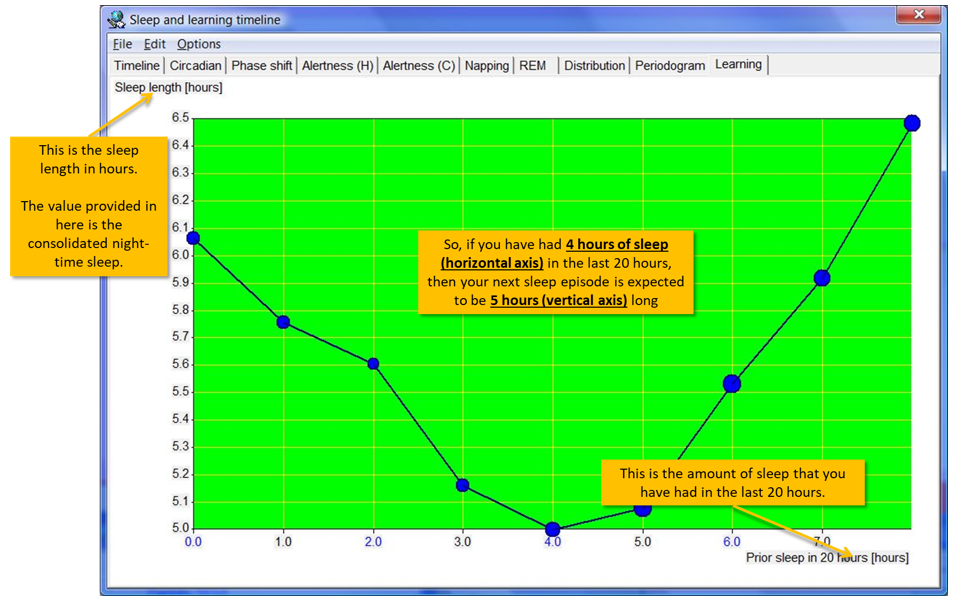 Sleep and learning timeline
File Edit Options
Timeline Circadian Phase shift Alertness (H) Alertness (C) Napping REM Distribution Periodogram Learning
Sleep length [hours]
6.5
6.4
6.3
6.2
6.1
6.0
5.9
5.8
5.7
5.6
5.5
5.4
5.3
5.2
5.1
5.0
This is the sleep
length in hours.
The value provided in
here is the
consolidated night-
time sleep.
So, if you have had 4 hours of sleep
(horizontal axis) in the last 20 hours,
then your next sleep episode is expected
to be 5 hours (vertical axis) long
This is the amount of sleep that you
have had in the last 20 hours.
0.0 1.0 2.0 3.0 4.0 5.0 6.0 7.0
Prior sleep in 20 hours [hours]